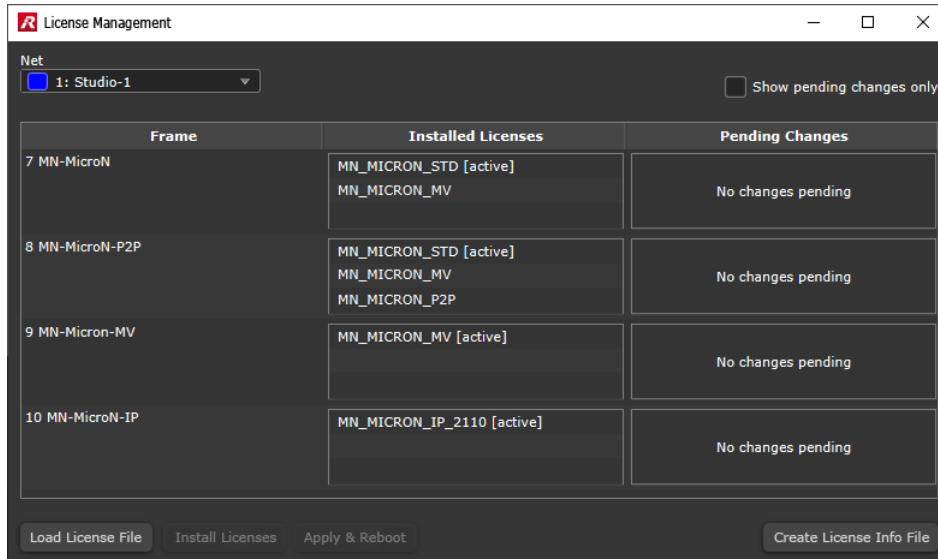 License Management
Net
1: Studio-1
Show pending changes only
Frame Installed Licenses Pending Changes
7 MN-MicroN
MN_MICRON_STD [active]
MN_MICRON_MV
No changes pending
8 MN-MicroN-P2P
MN_MICRON_STD [active]
MN_MICRON_MV
MN_MICRON_P2P
No changes pending
9 MN-Micron-MV
MN_MICRON_MV [active]
No changes pending
10 MN-MicroN-IP
MN_MICRON_IP_2110 [active]
No changes pending
Load License File Install Licenses Apply & Reboot Create License Info File